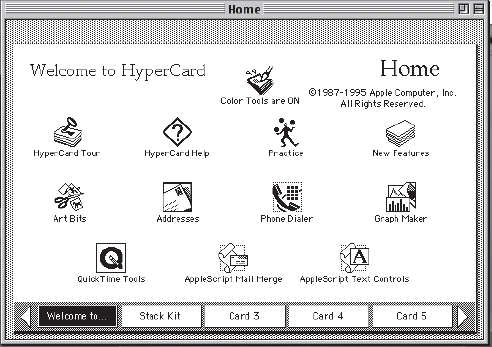 Home
Welcome to HyperCard
Home
Color Tools are ON
©1987-1995 Apple Computer, Inc.
All Rights Reserved.
HyperCard Tour
HyperCard Help
Practice
New Features
Art Bits
Addresses
Phone Dialer
Graph Maker
QuickTime Tools
AppleScript Mail Merge
AppleScript Text Controls
Welcome to...
Stack Kit
Card 3
Card 4
Card 5